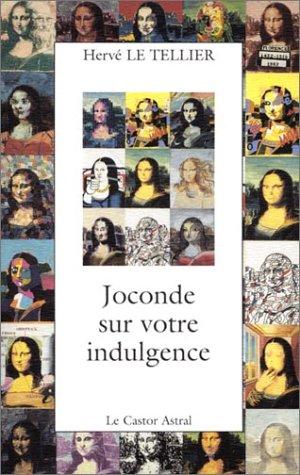 Hervé LE TELLIER
Joconde
sur votre
indulgence
Le Castor Astral